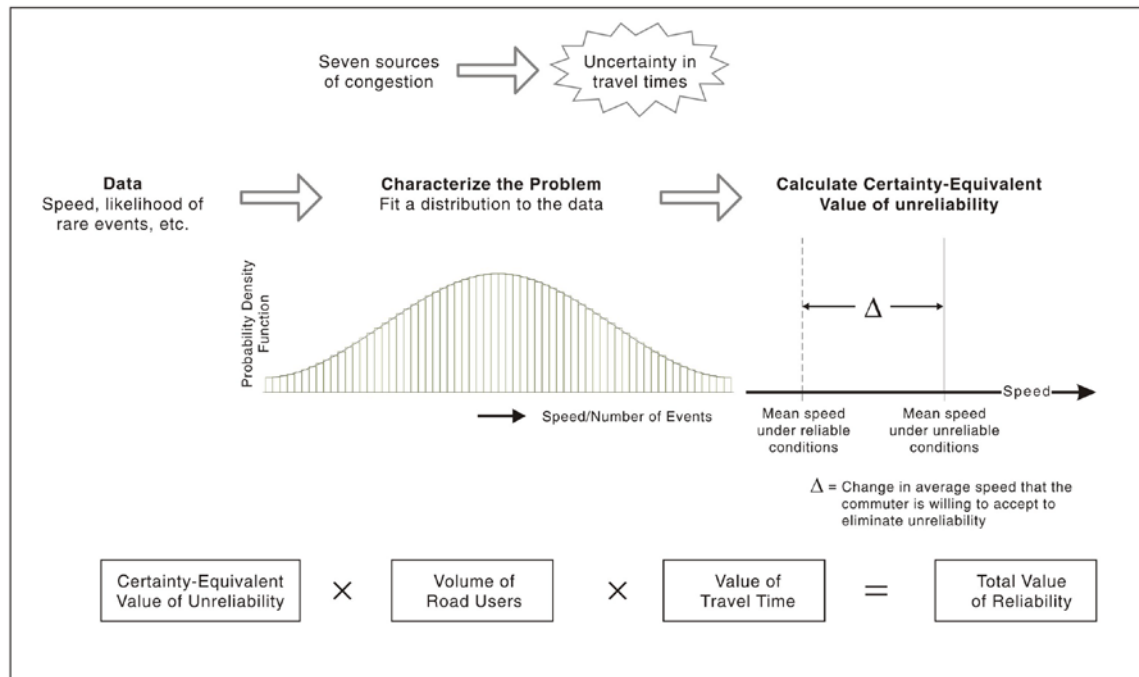 Seven sources
of congestion
Uncertainty in
travel times
Data
Speed, likelihood of
rare events, etc.
Characterize the Problem
Fit a distribution to the data
Calculate Certainty-Equivalent
Value of unreliability
Probability Density
Function
Speed/Number of Events
Δ
Speed
Mean speed
under reliable
conditions
Mean speed
under unreliable
conditions
Δ = Change in average speed that the
commuter is willing to accept to
eliminate unreliability
Certainty-Equivalent
Value of Unreliability
×
Volume of
Road Users
×
Value of
Travel Time
=
Total Value
of Reliability